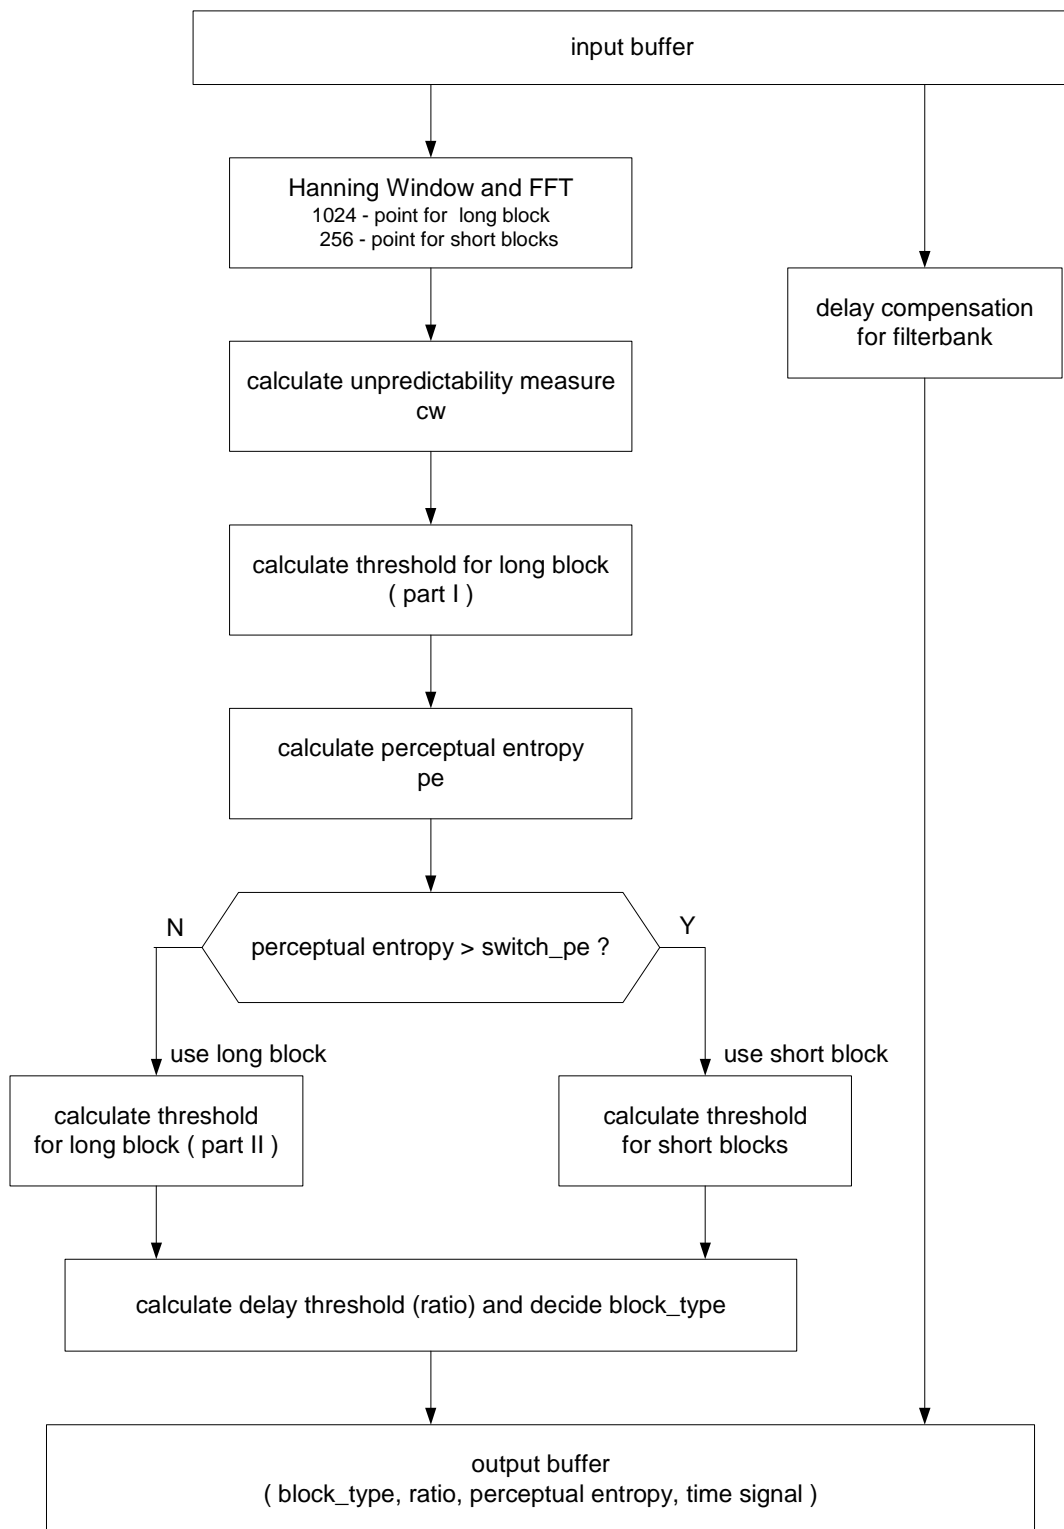 input buffer
Hanning Window and FFT
1024 - point for long block
256 - point for short blocks
delay compensation
for filterbank
calculate unpredictability measure
cw
calculate threshold for long block
( part I )
calculate perceptual entropy
pe
N
perceptual entropy > switch_pe ?
Y
use long block
use short block
calculate threshold
for long block ( part II )
calculate threshold
for short blocks
calculate delay threshold (ratio) and decide block_type
output buffer
( block_type, ratio, perceptual entropy, time signal )